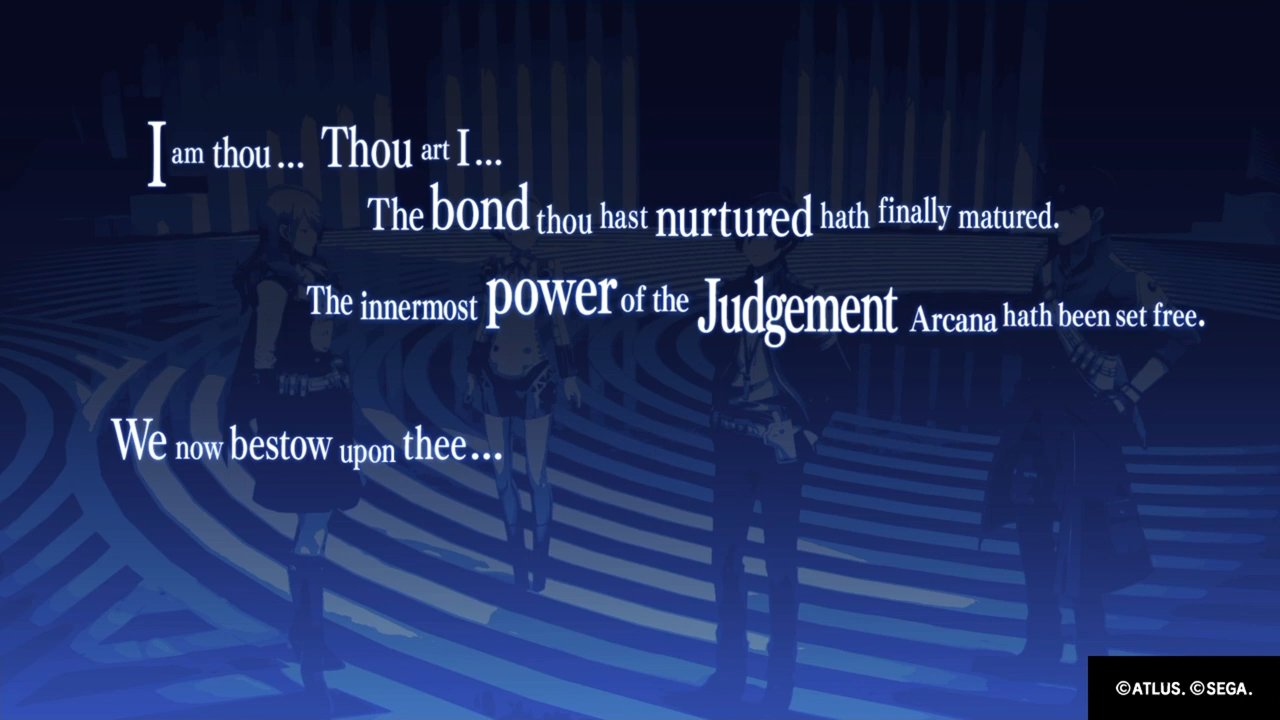 I am thou... Thou art I...
The bond thou hast nurtured hath finally matured.
The innermost power of the Judgement Arcana hath been set free.
We now bestow upon thee...
©ATLUS. ©SEGA.